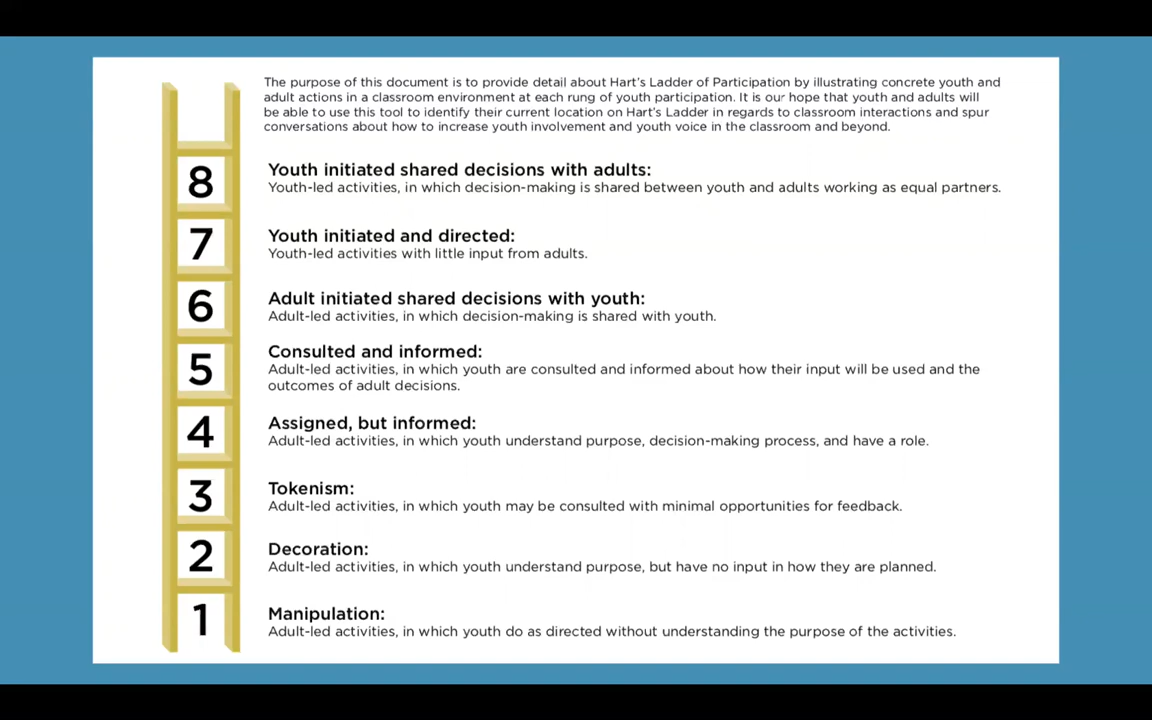 The purpose of this document is to provide detail about Hart's Ladder of Participation by illustrating concrete youth and
adult actions in a classroom environment at each rung of youth participation. It is our hope that youth and adults will
be able to use this tool to identify their current location on Hart's Ladder in regards to classroom interactions and spur
conversations about how to increase youth involvement and youth voice in the classroom and beyond.
8
Youth initiated shared decisions with adults:
Youth-led activities, in which decision-making is shared between youth and adults working as equal partners.
7
Youth initiated and directed:
Youth-led activities with little input from adults.
6
Adult initiated shared decisions with youth:
Adult-led activities, in which decision-making is shared with youth.
5
Consulted and informed:
Adult-led activities, in which youth are consulted and informed about how their input will be used and the
outcomes of adult decisions.
4
Assigned, but informed:
Adult-led activities, in which youth understand purpose, decision-making process, and have a role.
3
Tokenism:
Adult-led activities, in which youth may be consulted with minimal opportunities for feedback.
2
Decoration:
Adult-led activities, in which youth understand purpose, but have no input in how they are planned.
1
Manipulation:
Adult-led activities, in which youth do as directed without understanding the purpose of the activities.